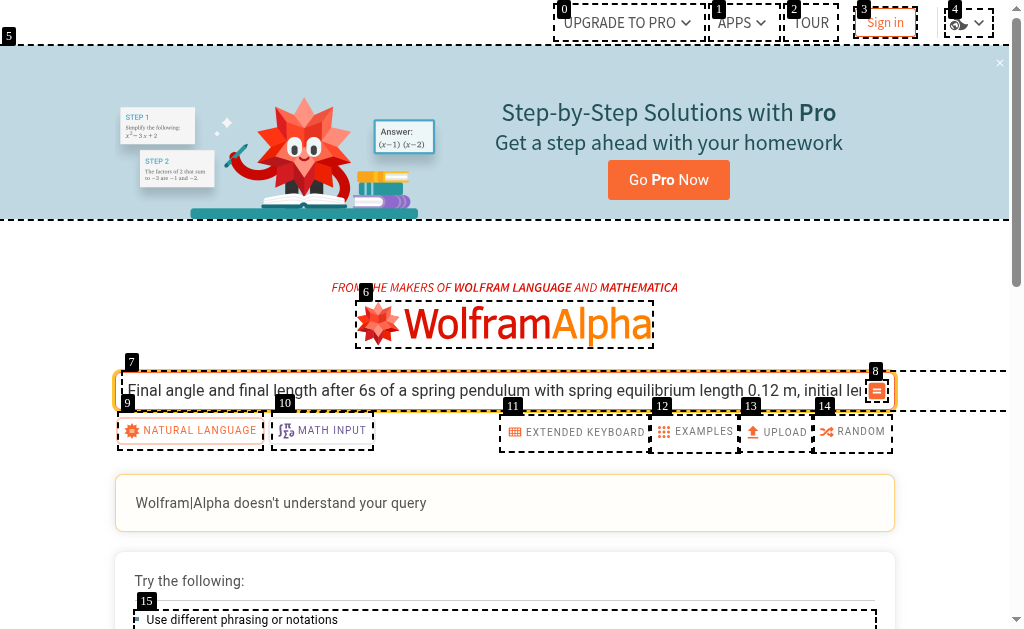 0
UPGRADE TO PRO
1
APPS
2
TOUR
3
Sign in
4
5
×
STEP 1
Simplify the following:
x² − 3 x + 2
STEP 2
The factors of 2 that sum
to −3 are −1 and −2.
Answer:
(x−1) (x−2)
Step-by-Step Solutions with Pro
Get a step ahead with your homework
Go Pro Now
FROM THE MAKERS OF WOLFRAM LANGUAGE AND MATHEMATICA
6
WolframAlpha
7
8
Final angle and final length after 6s of a spring pendulum with spring equilibrium length 0.12 m, initial le
=
9
NATURAL LANGUAGE
10
MATH INPUT
11
EXTENDED KEYBOARD
12
EXAMPLES
13
UPLOAD
14
RANDOM
Wolfram|Alpha doesn't understand your query
Try the following:
15
Use different phrasing or notations